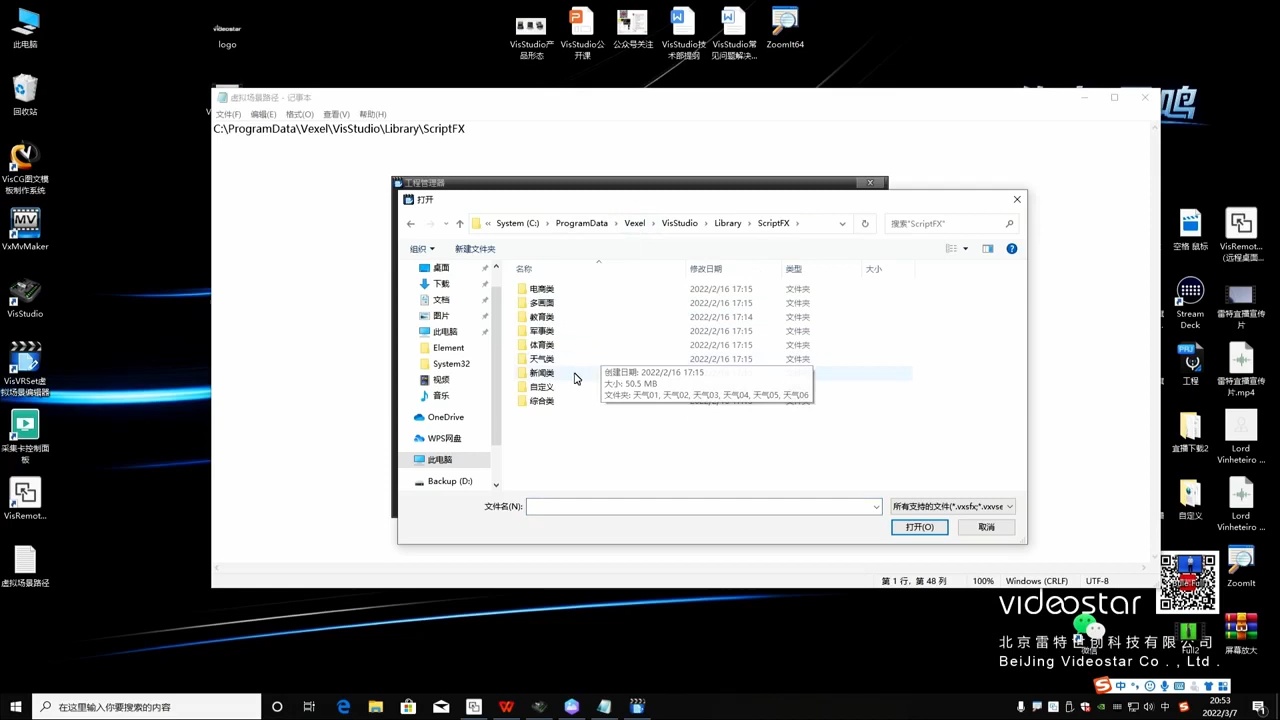 此电脑
回收站
VisCG图文模
板制作系统
VxMvMaker
VisStudio
VisVRSet虚
拟场景编辑器
采集卡控制面
板
VisRemot...
虚拟场景路径
videostar
logo
VisStudio产
品形态
VisStudio公
开课
公众号关注
VisStudio技
术部提纲
VisStudio常
见问题解决...
ZoomIt64
虚拟场景路径 - 记事本
文件(F) 编辑(E) 格式(O) 查看(V) 帮助(H)
C:\ProgramData\Vexel\VisStudio\Library\ScriptFX
工程管理器
打开
« System (C:) › ProgramData › Vexel › VisStudio › Library › ScriptFX ›
搜索"ScriptFX"
组织 新建文件夹
桌面
下载
文档
图片
此电脑
Element
System32
视频
音乐
OneDrive
WPS网盘
此电脑
Backup (D:)
名称 修改日期 类型 大小
电商类 2022/2/16 17:15 文件夹
多画面 2022/2/16 17:15 文件夹
教育类 2022/2/16 17:14 文件夹
军事类 2022/2/16 17:15 文件夹
体育类 2022/2/16 17:15 文件夹
天气类 2022/2/16 17:15 文件夹
新闻类
自定义
综合类
创建日期: 2022/2/16 17:15
大小: 50.5 MB
文件夹: 天气01, 天气02, 天气03, 天气04, 天气05, 天气06
文件名(N):
所有支持的文件(*.vxsfx;*.vxvse
打开(O) 取消
第 1 行，第 48 列 100% Windows (CRLF) UTF-8
空格 鼠标
VisRemot...
(远程桌面...
Stream
Deck
雷特直播宣传
片
工程
雷特直播宣传
片.mp4
直播下载2
Lord
Vinheteiro ...
自定义
Lord
Vinheteiro ...
ZoomIt
微信
Full2
屏幕放大
videostar
北京雷特世创科技有限公司
BeiJing Videostar Co . , Ltd .
中
在这里输入你要搜索的内容
中
20:53
2022/3/7